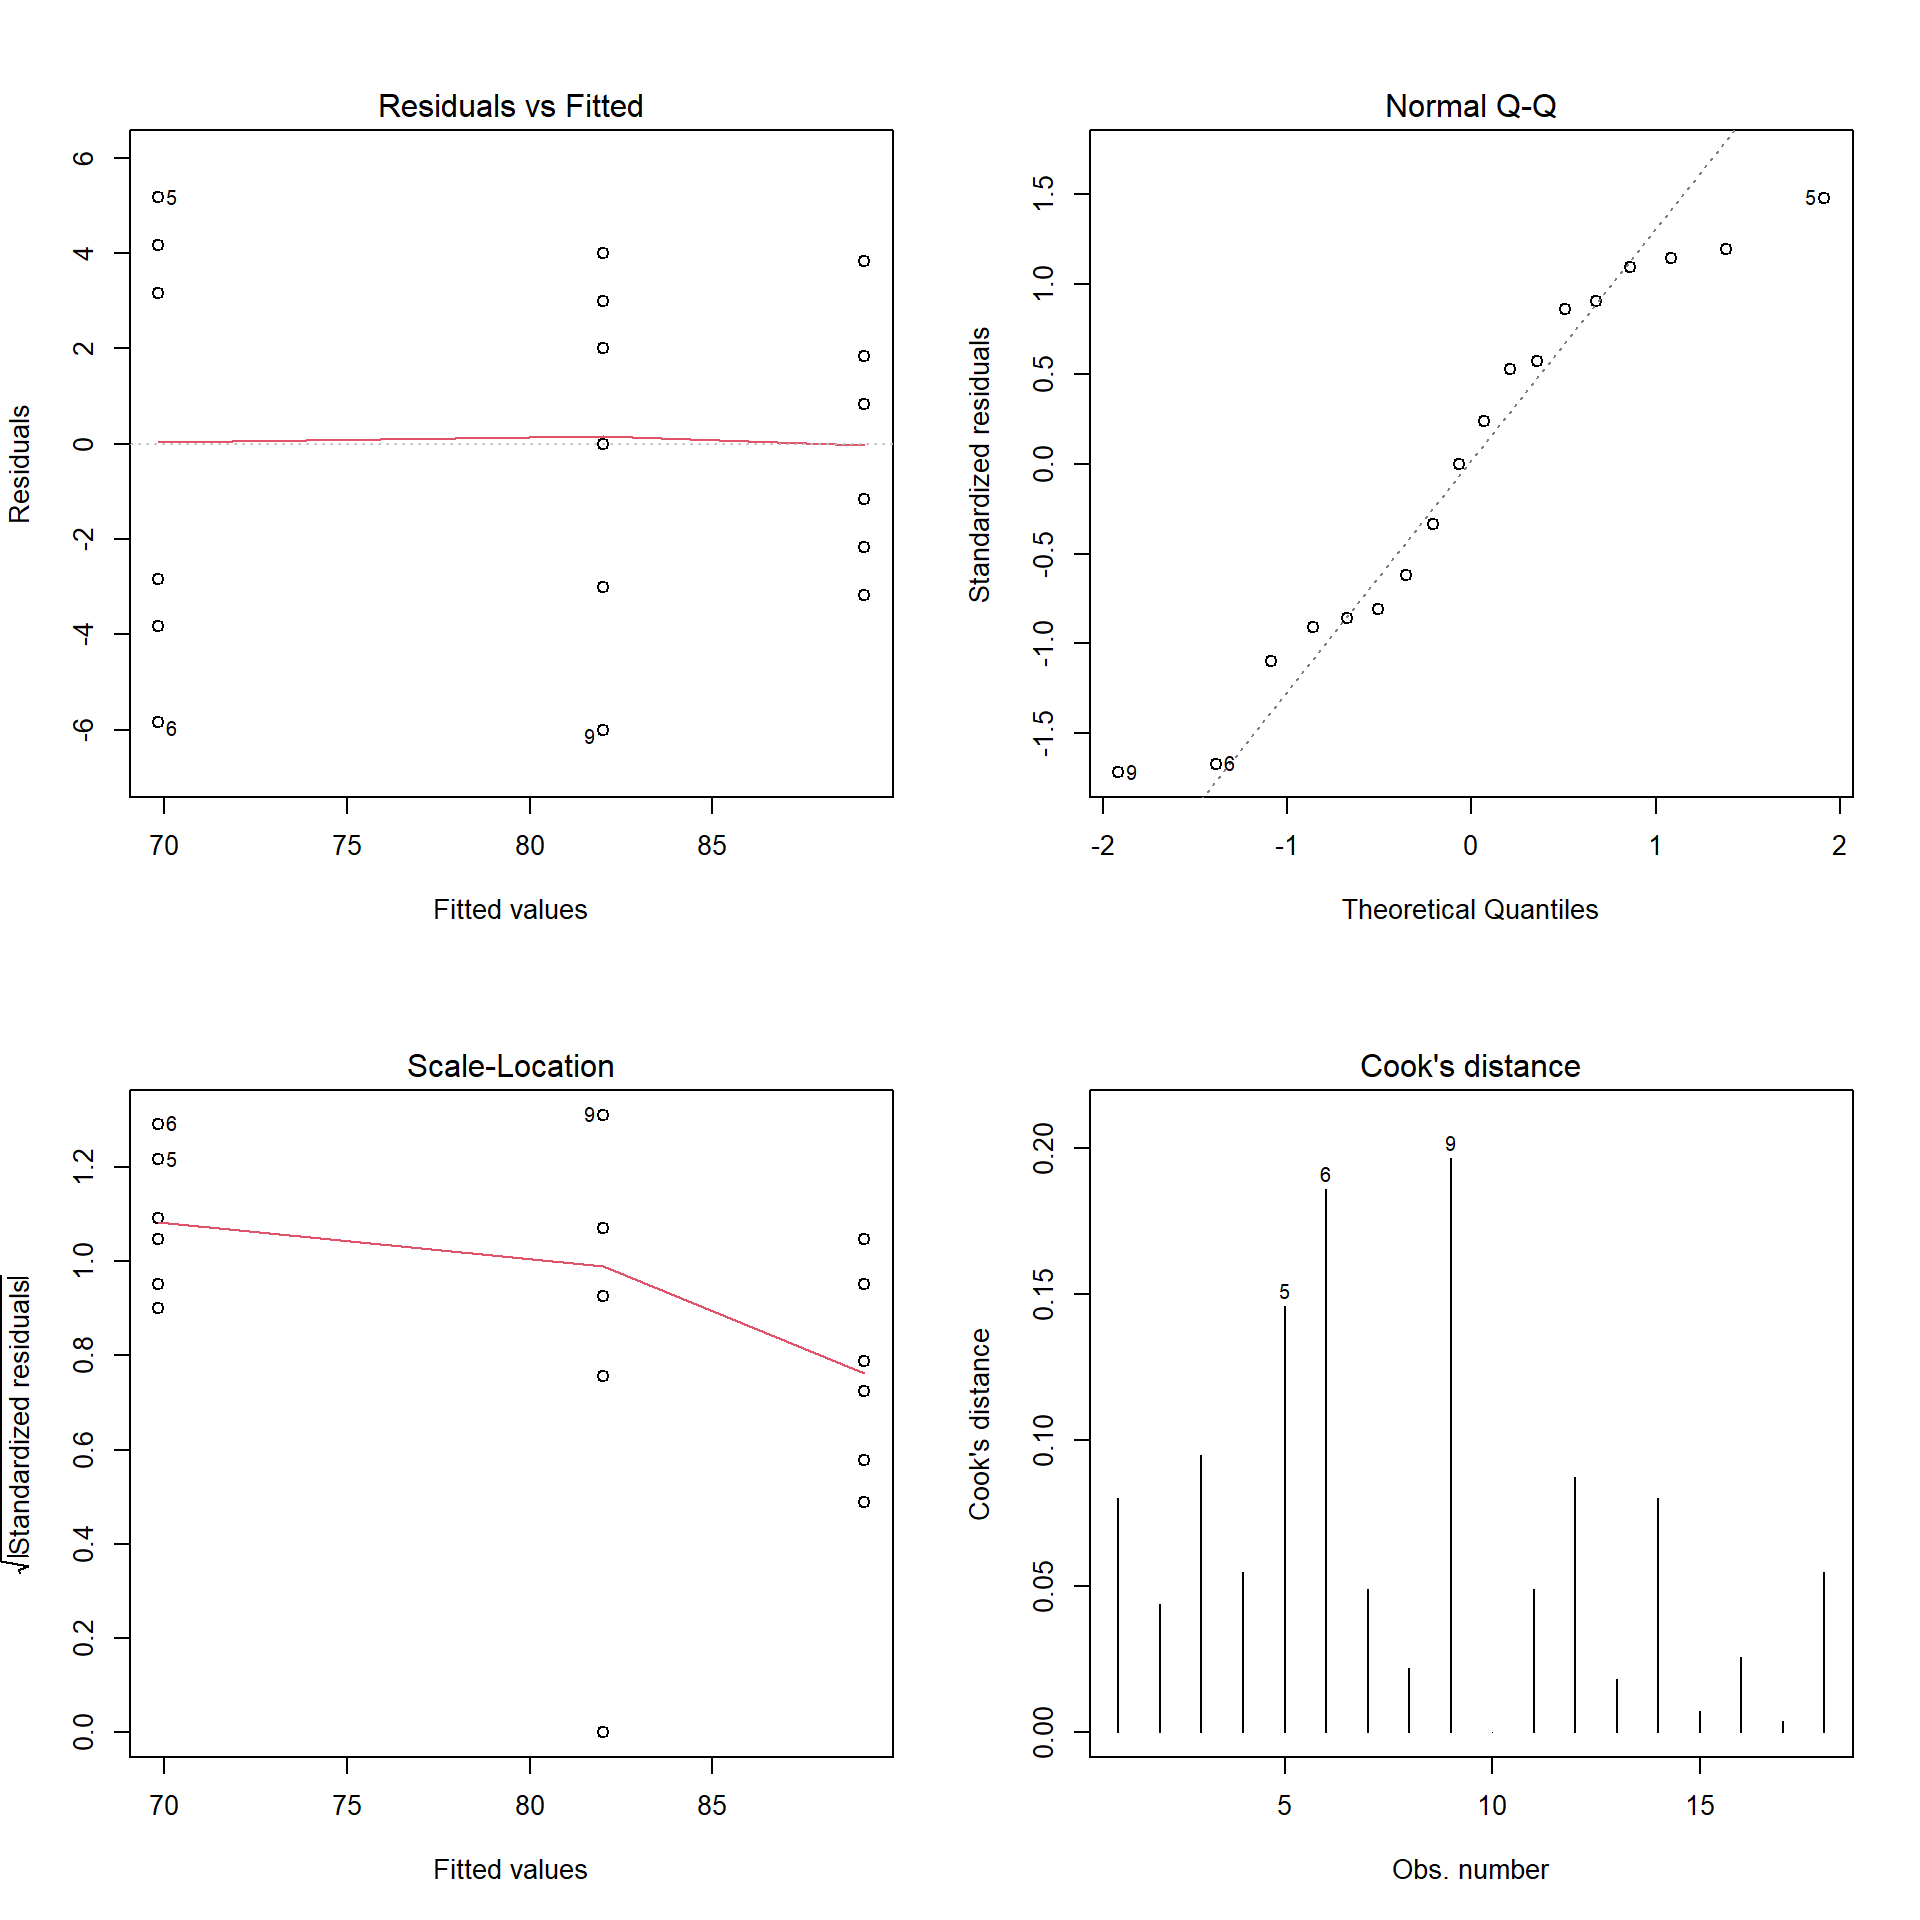 Residuals vs Fitted
6
4
2
0
-2
-4
-6
Residuals
5
6
9
70 75 80 85
Fitted values
Normal Q-Q
1.5
1.0
0.5
0.0
-0.5
-1.0
-1.5
Standardized residuals
5
6
9
-2 -1 0 1 2
Theoretical Quantiles
Scale-Location
1.2
1.0
0.8
0.6
0.4
0.2
0.0
√|Standardized residuals|
6
5
9
70 75 80 85
Fitted values
Cook's distance
0.20
0.15
0.10
0.05
0.00
Cook's distance
9
6
5
5 10 15
Obs. number